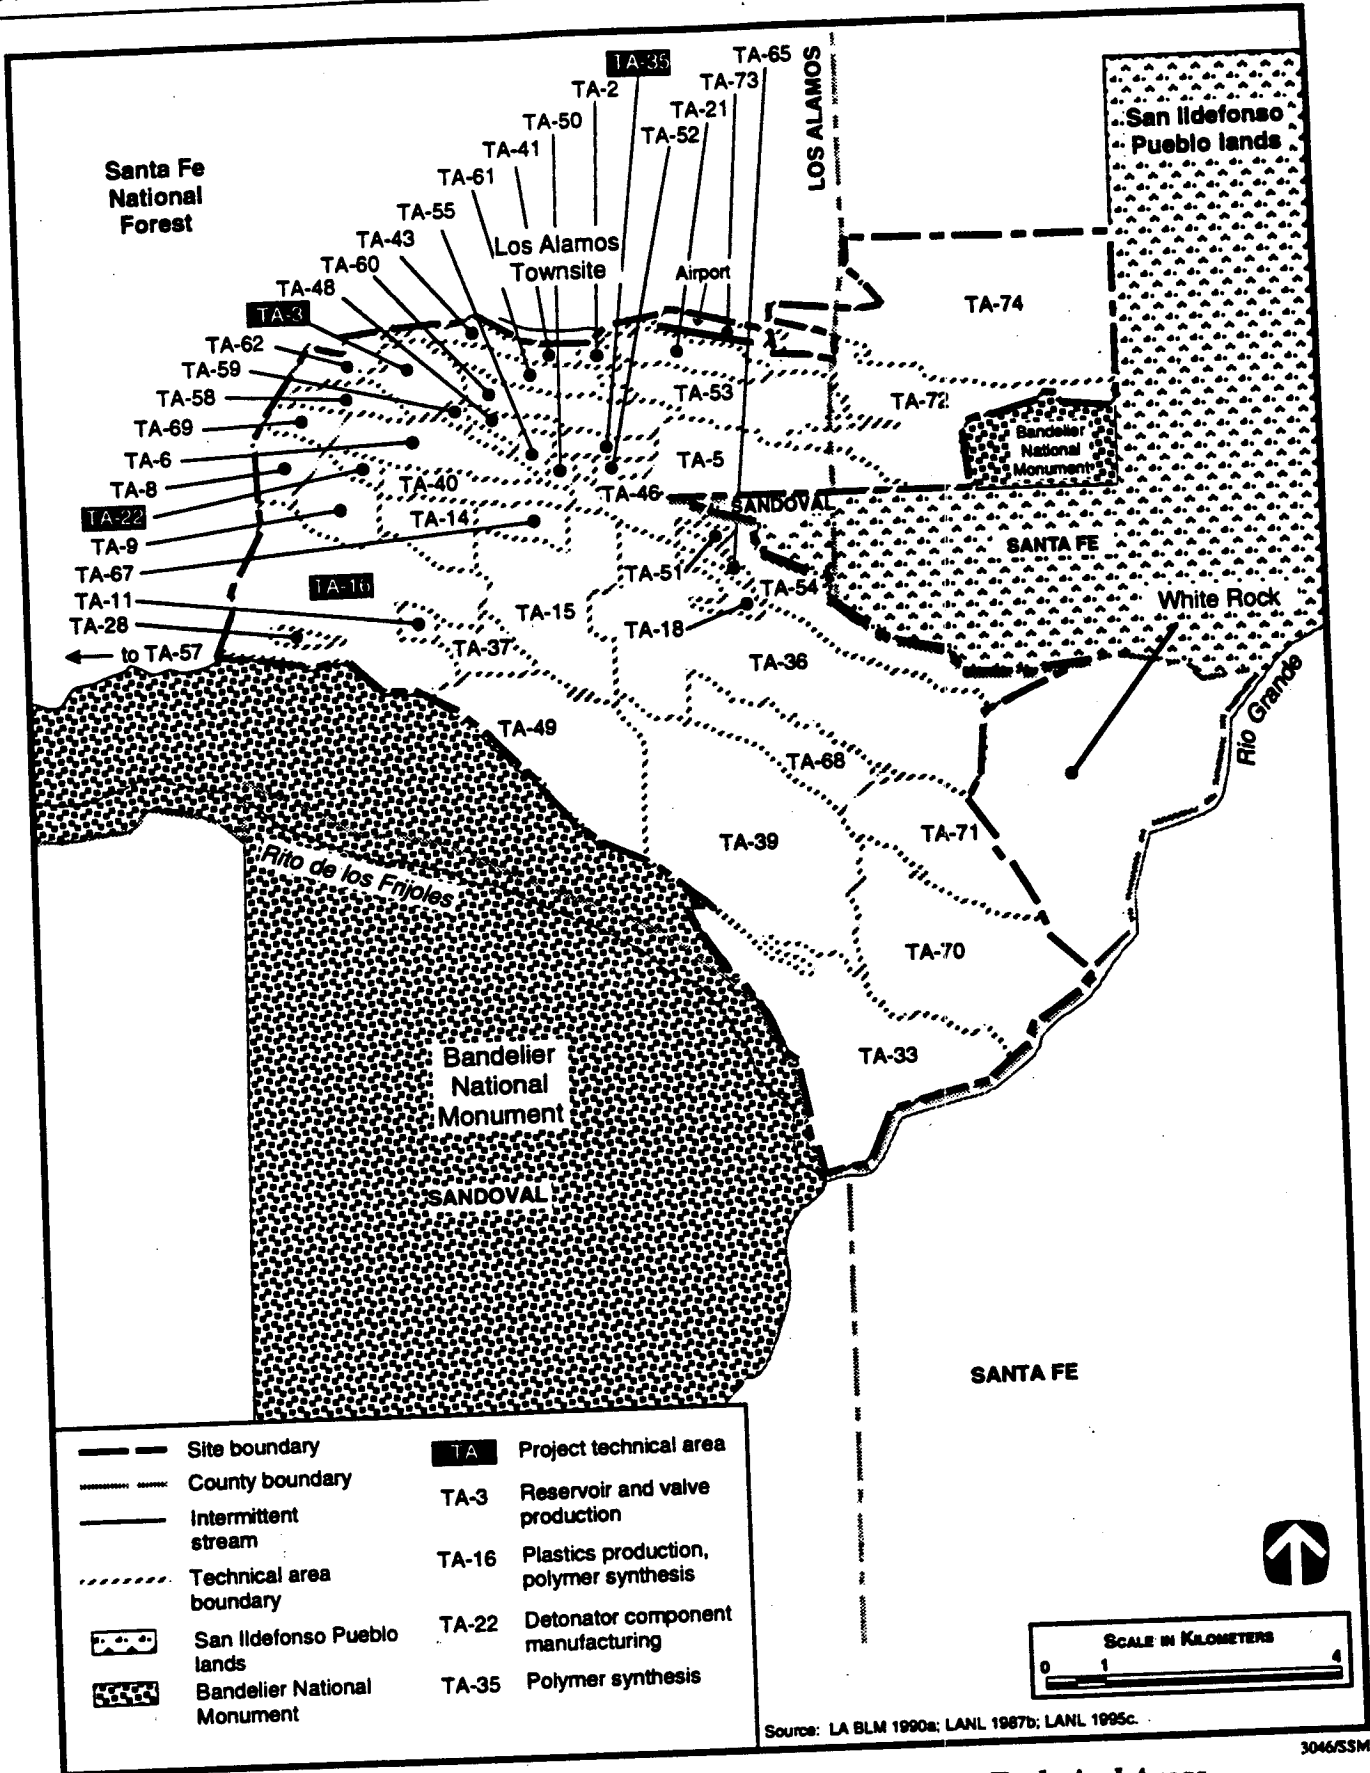 TA-65
TA-35
TA-73
TA-2
TA-21
TA-50
TA-52
TA-41
TA-61
TA-55
TA-43
TA-60
TA-48
TA-3
TA-62
TA-59
TA-58
TA-69
TA-6
TA-8
TA-22
TA-9
TA-67
TA-11
TA-28
to TA-57
LOS ALAMOS
San Ildefonso
Pueblo lands
Santa Fe
National
Forest
Los Alamos
Townsite
Airport
TA-74
TA-53
TA-72
Bandelier
National
Monument
TA-5
TA-40
TA-46
SANDOVAL
TA-14
SANTA FE
TA-16
TA-51
TA-54
White Rock
TA-15
TA-18
TA-37
TA-36
Rio Grande
TA-49
TA-68
TA-39
TA-71
Rito de los Frijoles
TA-70
TA-33
Bandelier
National
Monument
SANDOVAL
SANTA FE
Site boundary
County boundary
Intermittent
stream
Technical area
boundary
San Ildefonso Pueblo
lands
Bandelier National
Monument
TA Project technical area
TA-3 Reservoir and valve
production
TA-16 Plastics production,
polymer synthesis
TA-22 Detonator component
manufacturing
TA-35 Polymer synthesis
SCALE IN KILOMETERS
0 1 4
Source: LA BLM 1990a; LANL 1987b; LANL 1995c.
3046/SSM